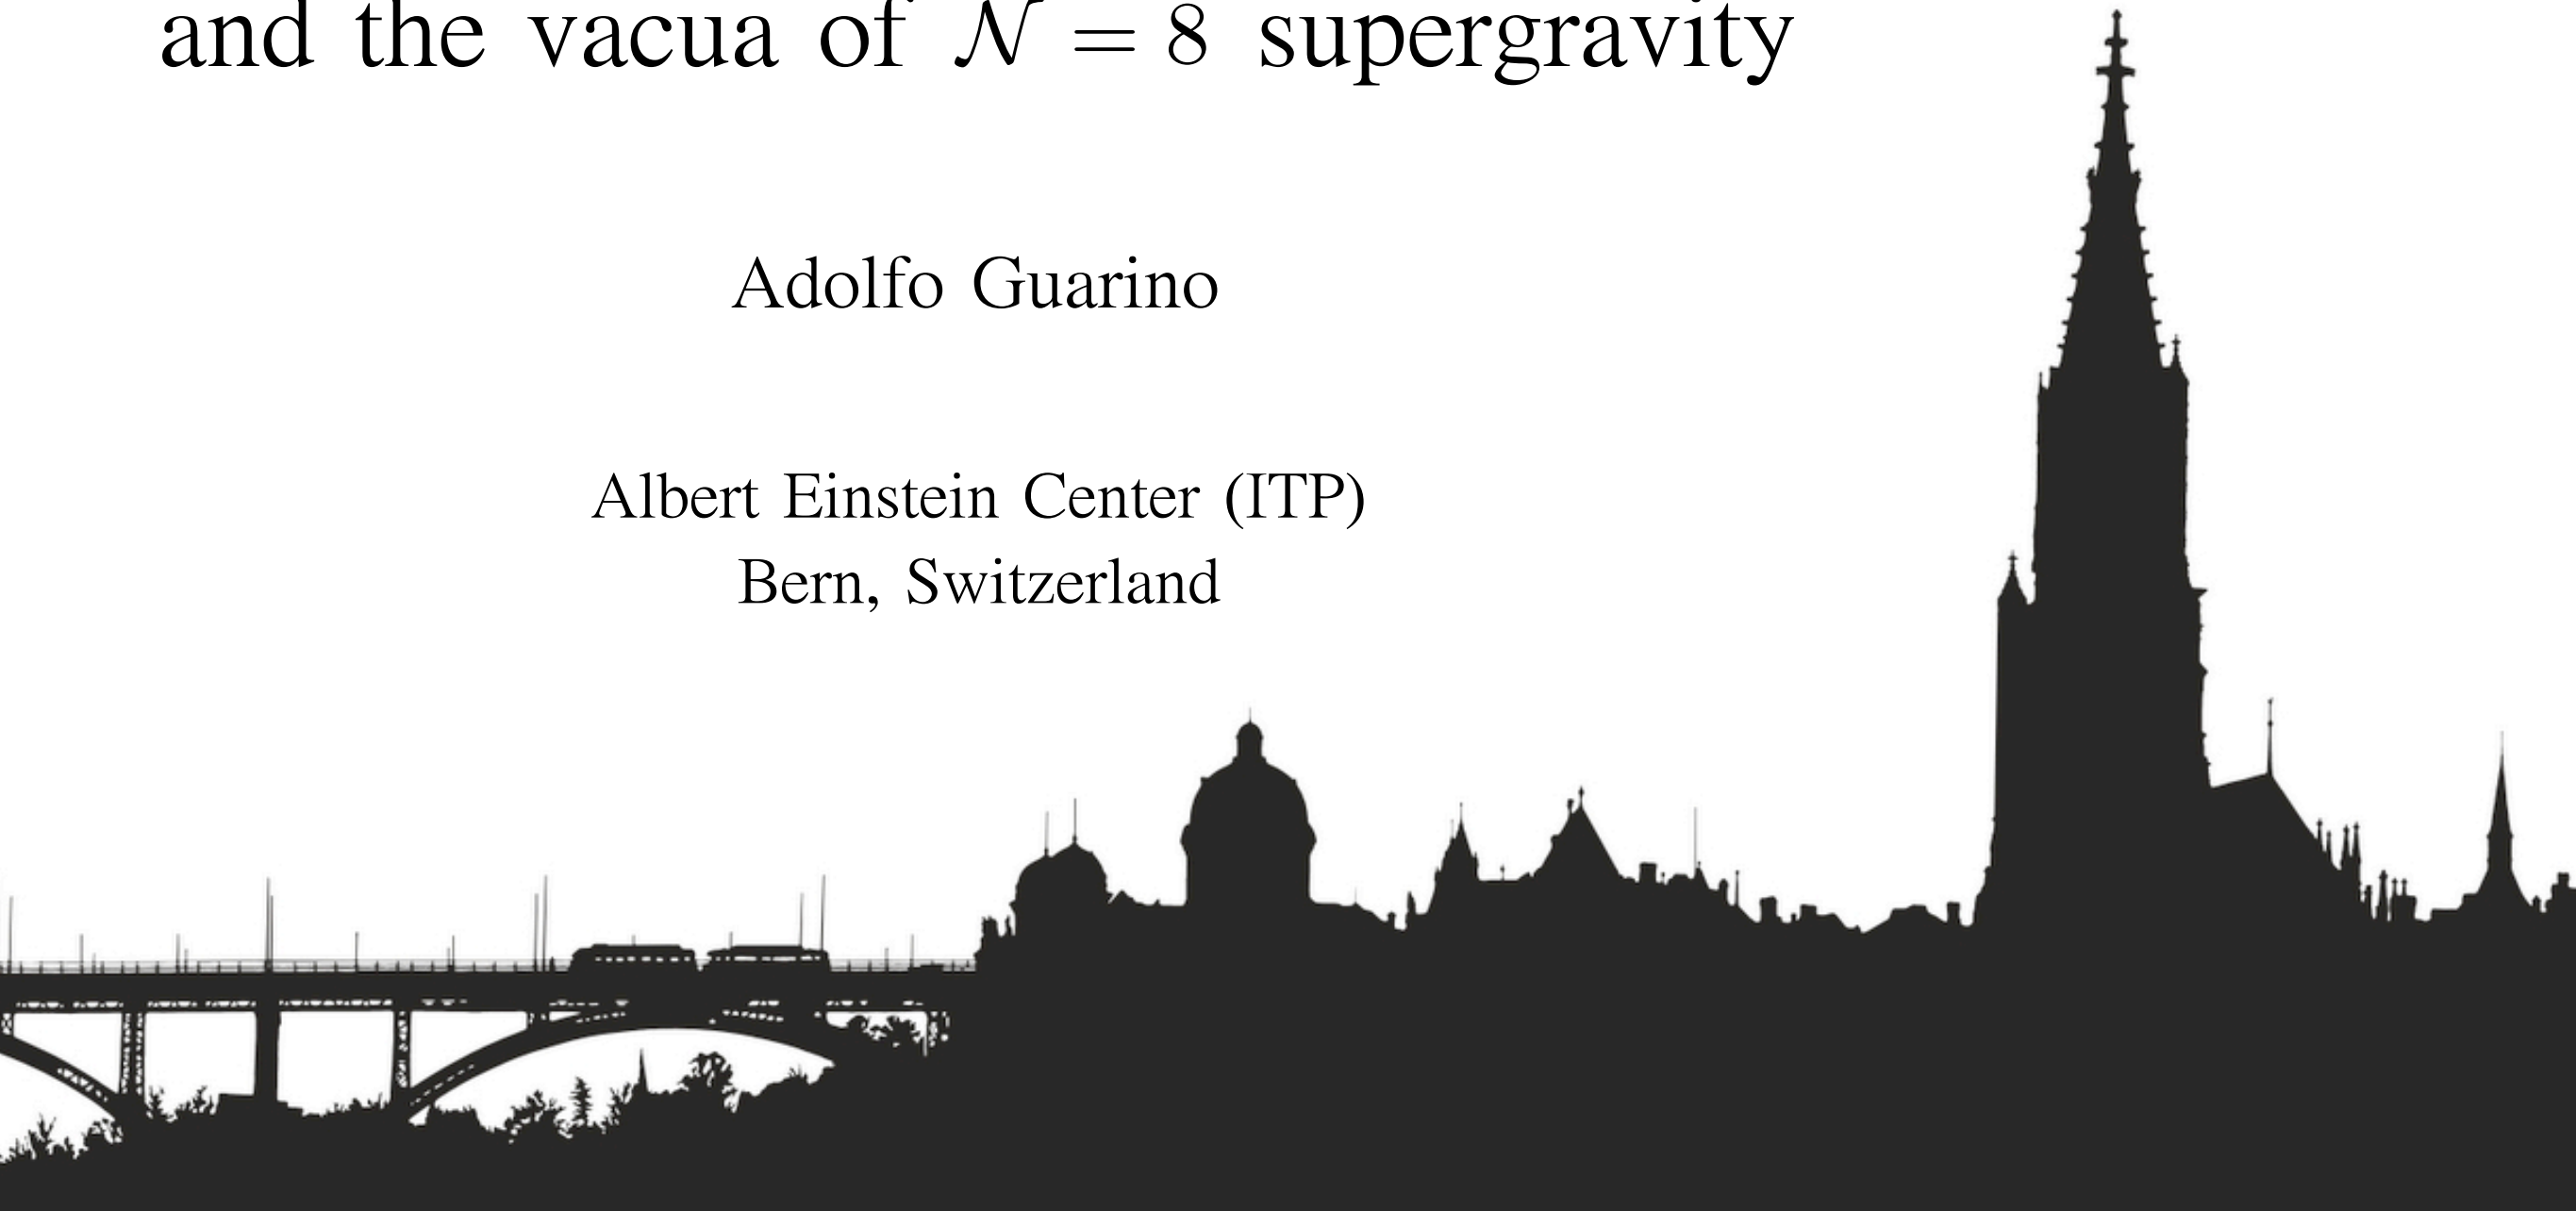 and the vacua of 𝒩 = 8 supergravity
Adolfo Guarino
Albert Einstein Center (ITP)
Bern, Switzerland